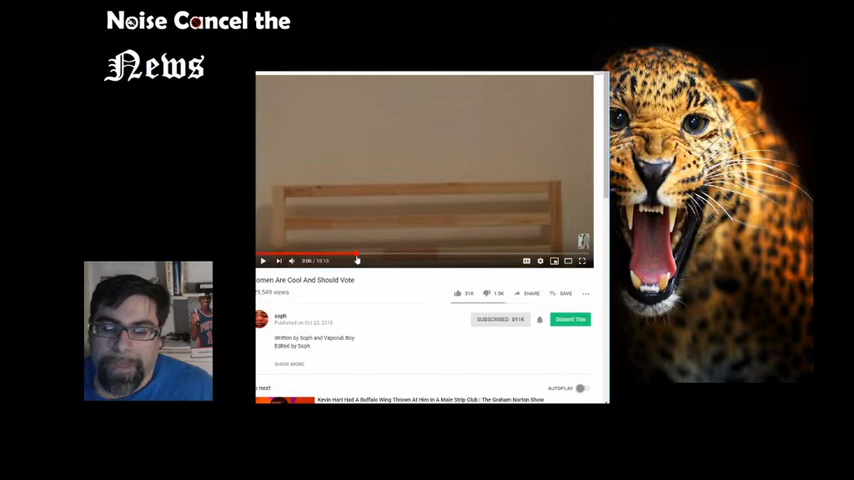 Noise Cancel the
News
3:06 / 10:13
omen Are Cool And Should Vote
29,549 views
31K
1.5K
SHARE
SAVE
soph
Published on Oct 23, 2018
SUBSCRIBED 891K
Dissent This
Written by Soph and Vaporub Boy
Edited by Soph
SHOW MORE
p next
AUTOPLAY
Kevin Hart Had A Buffalo Wing Thrown At Him In A Male Strip Club | The Graham Norton Show